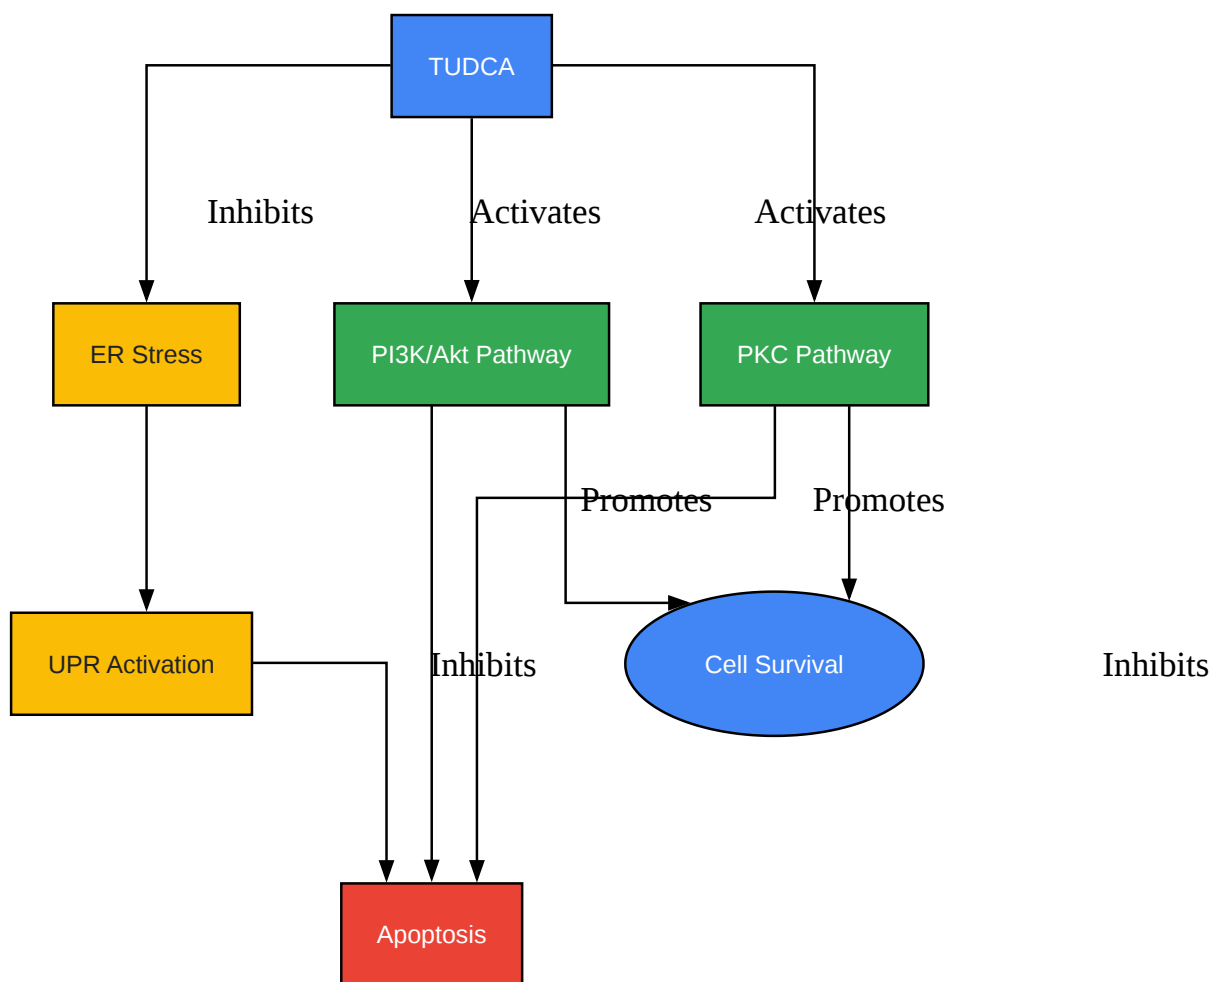 TUDCA
Inhibits
Activates
Activates
ER Stress
PI3K/Akt Pathway
PKC Pathway
Promotes
Promotes
UPR Activation
Inhibits
Cell Survival
Inhibits
Apoptosis